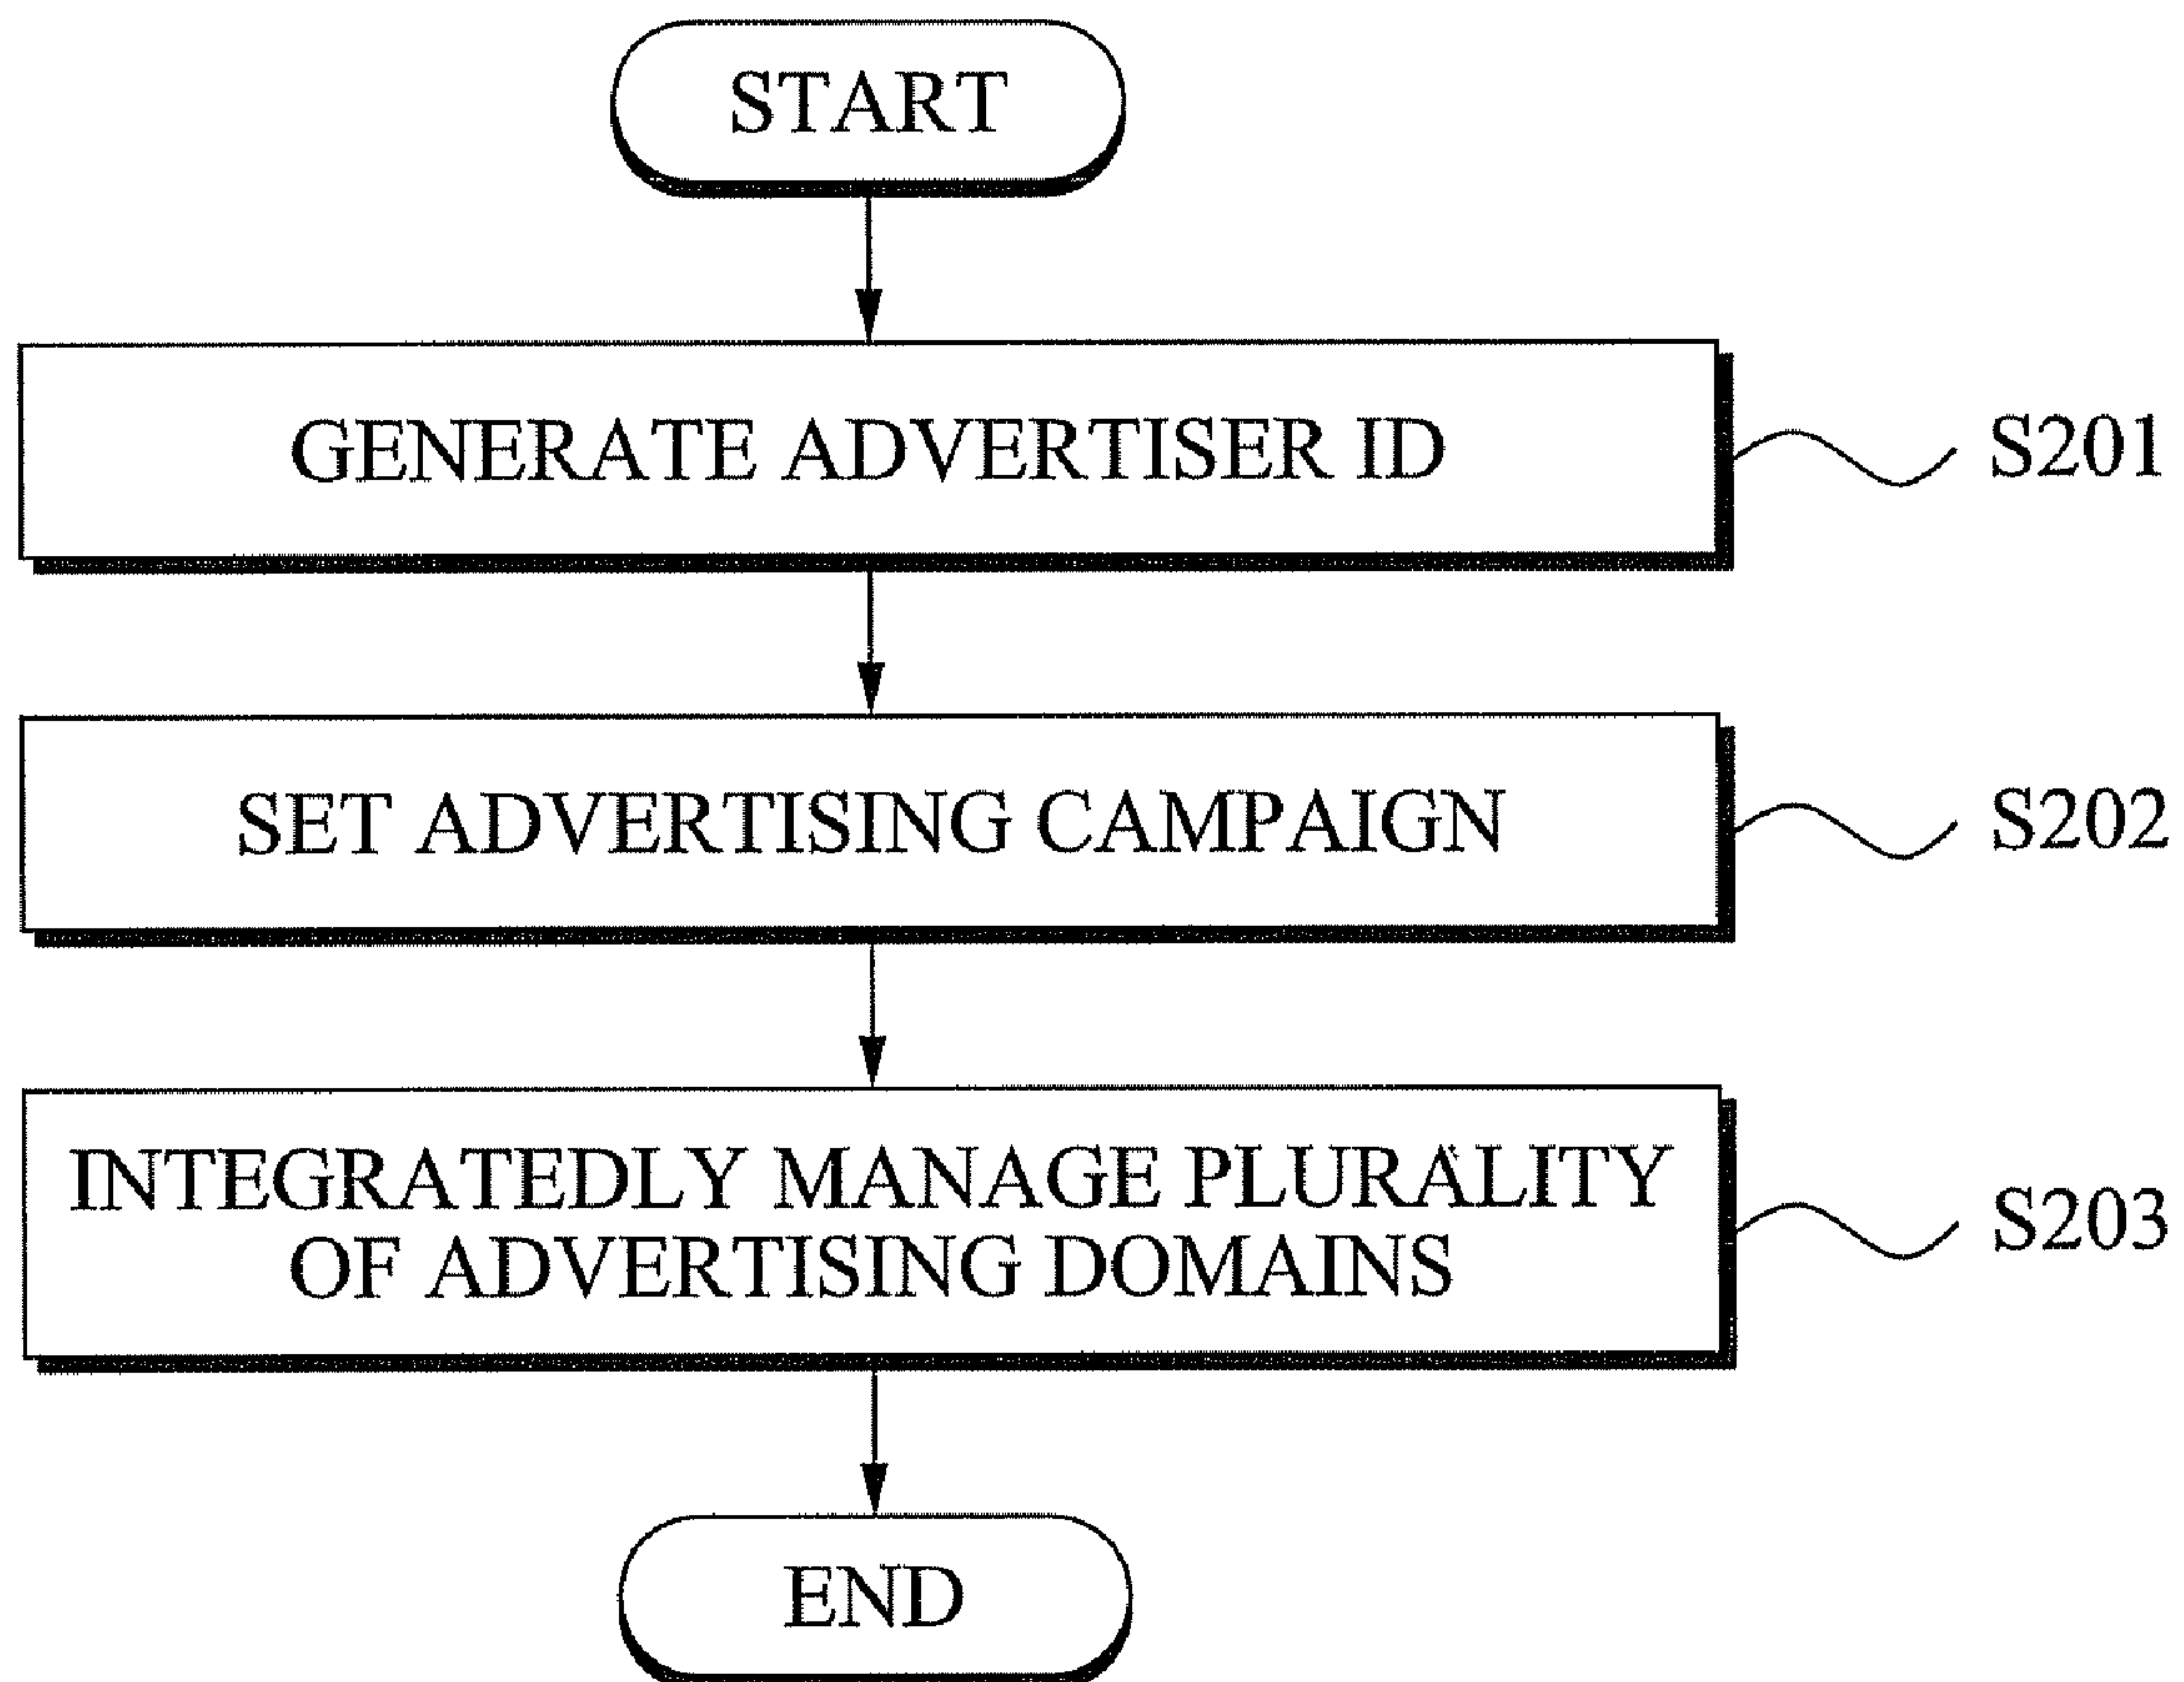 START
GENERATE ADVERTISER ID
S201
SET ADVERTISING CAMPAIGN
S202
INTEGRATEDLY MANAGE PLURALITY
OF ADVERTISING DOMAINS
S203
END